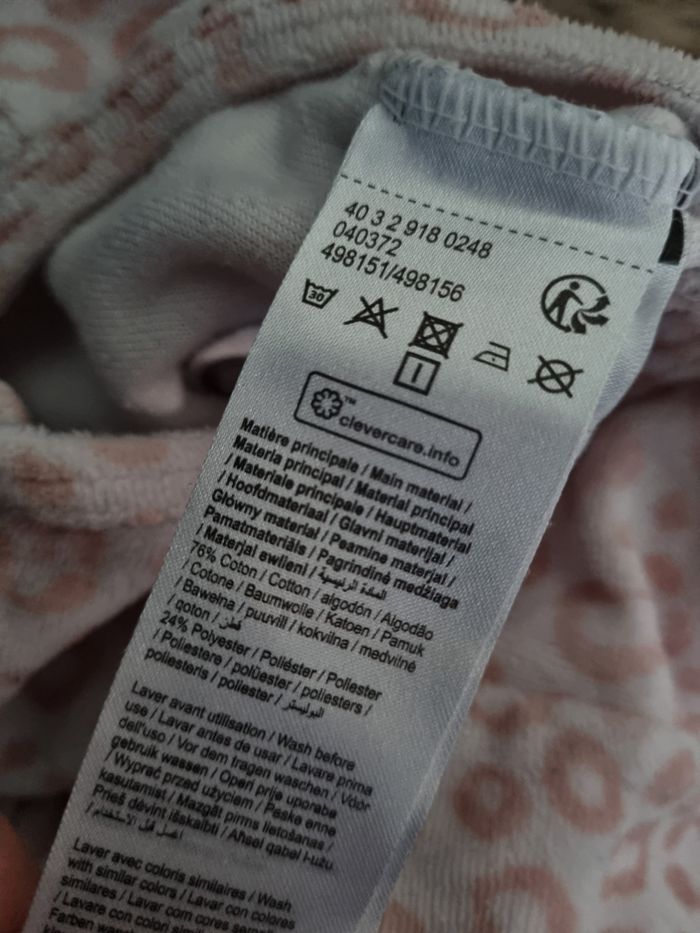 40 3 2 918 0248
040372
498151/498156
30
™
clevercare.info
Matière principale / Main material /
Materia principal / Material principal
/ Materiale principale / Hauptmaterial
/ Hoofdmateriaal / Glavni materijal /
Główny materiał / Peamine materjal /
Pamatmateriāls / Pagrindinė medžiaga
/ Materjal ewlieni / المادة الرئيسية
76% Coton / Cotton / algodón / Algodão
/ Cotone / Baumwolle / Katoen / Pamuk
/ Bawełna / puuvill / kokvilna / medvilnė
/ qoton / قطن
24% Polyester / Poliéster / Poliester
/ Poliestere / polüester / poliesters /
poliesteris / poliester / البوليستر
Laver avant utilisation / Wash before
use / Lavar antes de usar / Lavare prima
dell'uso / Vor dem tragen waschen / Vóór
gebruik wassen / Oprati prije uporabe
/ Wyprać przed użyciem / Peske enne
kasutamist / Mazgāt pirms lietošanas /
Prieš dėvint išskalbti / Aħsel qabel l-użu
/ اغسل قبل الاستخدام
Laver avec coloris similaires / Wash
with similar colors / Lavar con colores
similares / Lavar com cores semelhantes
/ Lavare con colori simili
Farben